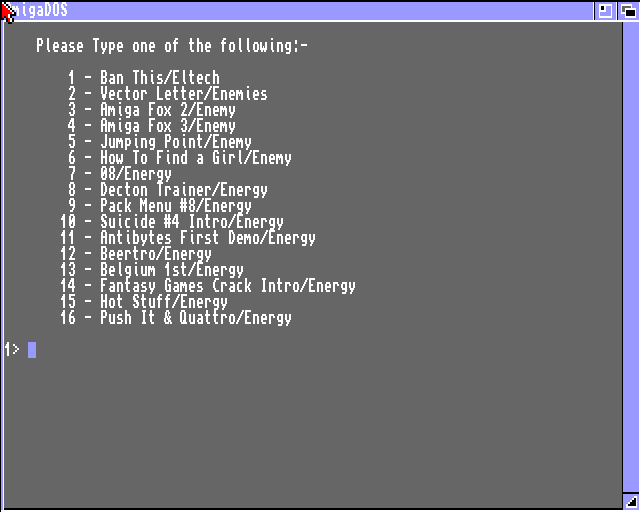 AmigaDOS
Please Type one of the following:-
1 - Ban This/Eltech
2 - Vector Letter/Enemies
3 - Amiga Fox 2/Enemy
4 - Amiga Fox 3/Enemy
5 - Jumping Point/Enemy
6 - How To Find a Girl/Enemy
7 - 08/Energy
8 - Decton Trainer/Energy
9 - Pack Menu #8/Energy
10 - Suicide #4 Intro/Energy
11 - Antibytes First Demo/Energy
12 - Beertro/Energy
13 - Belgium 1st/Energy
14 - Fantasy Games Crack Intro/Energy
15 - Hot Stuff/Energy
16 - Push It & Quattro/Energy
1>